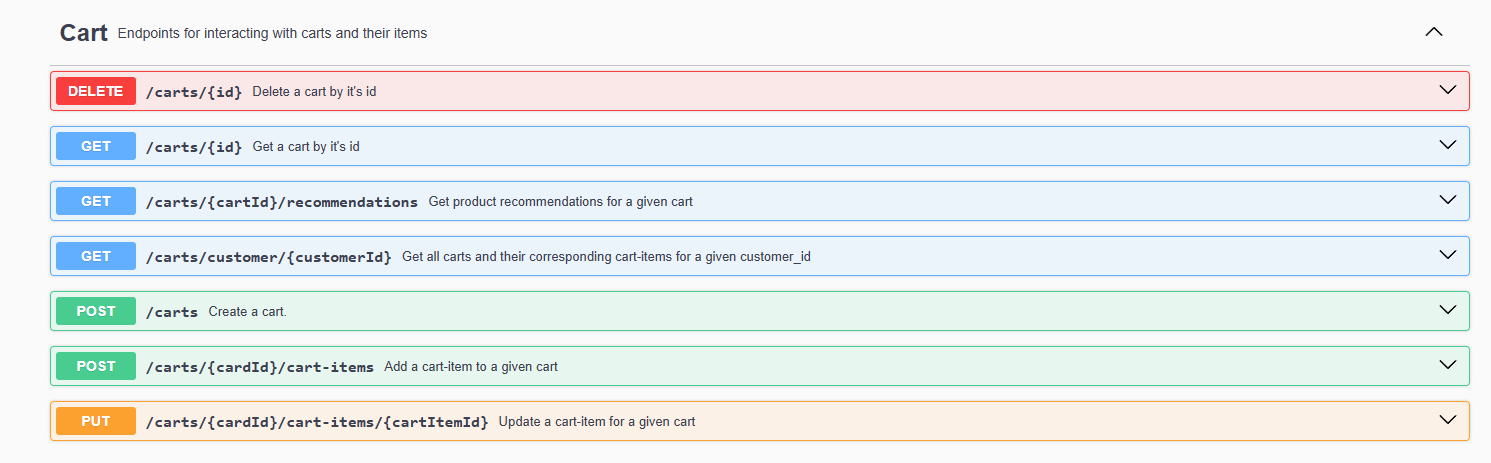 Cart Endpoints for interacting with carts and their items
DELETE /carts/{id} Delete a cart by it's id
GET /carts/{id} Get a cart by it's id
GET /carts/{cartId}/recommendations Get product recommendations for a given cart
GET /carts/customer/{customerId} Get all carts and their corresponding cart-items for a given customer_id
POST /carts Create a cart.
POST /carts/{cardId}/cart-items Add a cart-item to a given cart
PUT /carts/{cardId}/cart-items/{cartItemId} Update a cart-item for a given cart